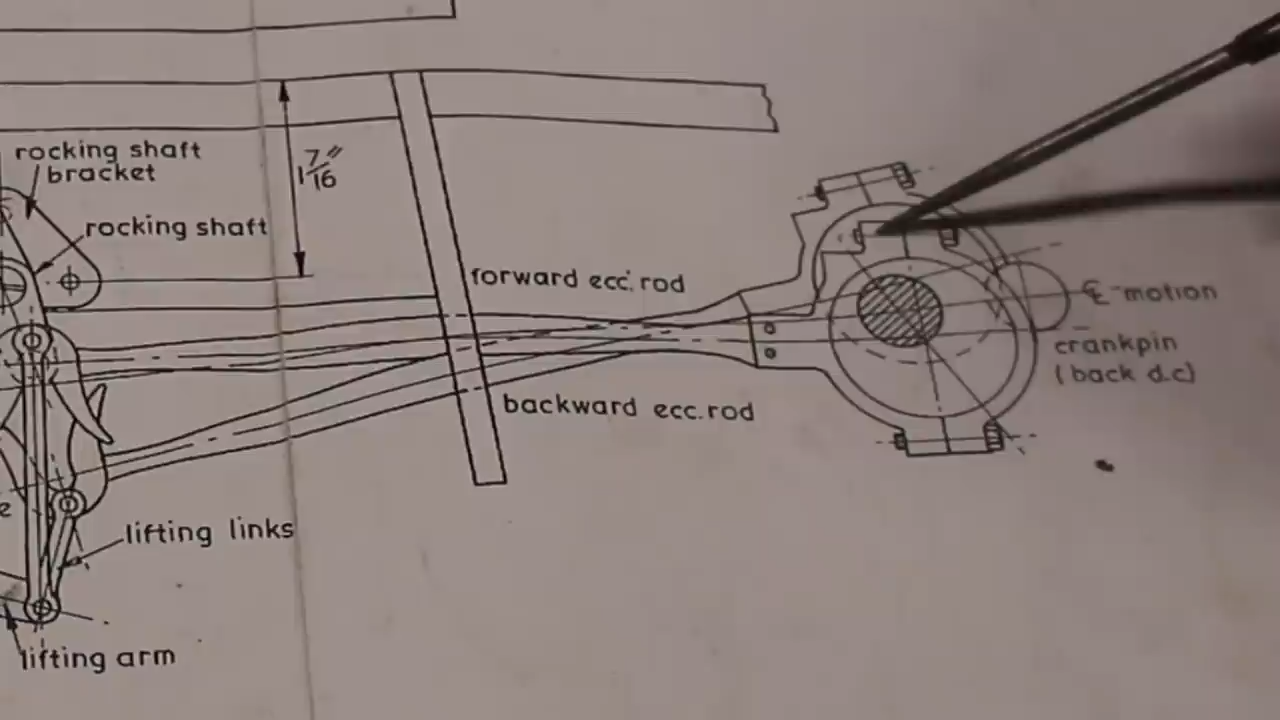 rocking shaft
bracket
1 7/16"
rocking shaft
forward ecc. rod
℄ motion
crankpin
(back d.c)
backward ecc. rod
lifting links
lifting arm